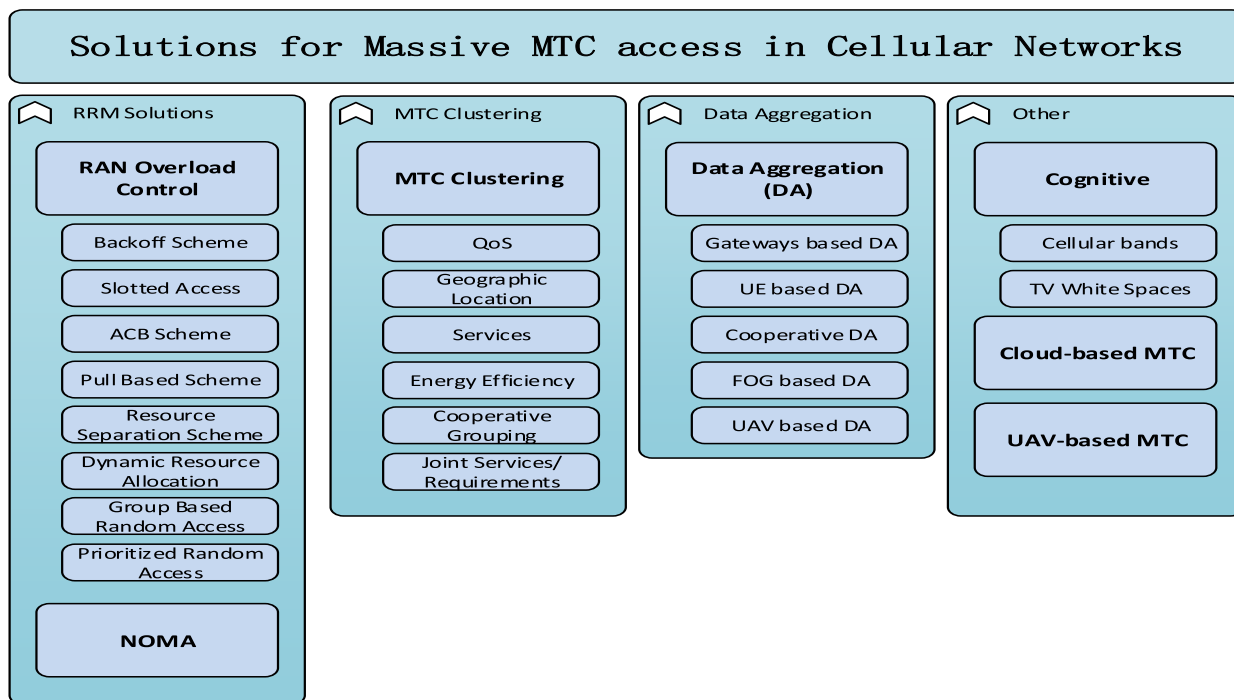 Solutions for Massive MTC access in Cellular Networks
RRM Solutions
RAN Overload
Control
Backoff Scheme
Slotted Access
ACB Scheme
Pull Based Scheme
Resource
Separation Scheme
Dynamic Resource
Allocation
Group Based
Random Access
Prioritized Random
Access
NOMA
MTC Clustering
MTC Clustering
QoS
Geographic
Location
Services
Energy Efficiency
Cooperative
Grouping
Joint Services/
Requirements
Data Aggregation
Data Aggregation
(DA)
Gateways based DA
UE based DA
Cooperative DA
FOG based DA
UAV based DA
Other
Cognitive
Cellular bands
TV White Spaces
Cloud-based MTC
UAV-based MTC